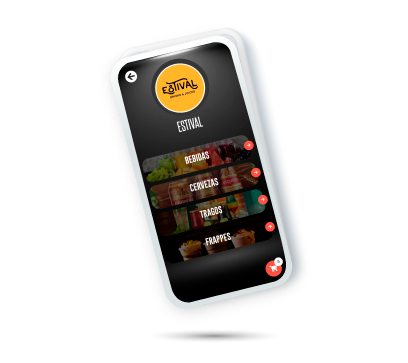 ESTIVAL
ESTIVAL
BEBIDAS
CERVEZAS
TRAGOS
FRAPPES